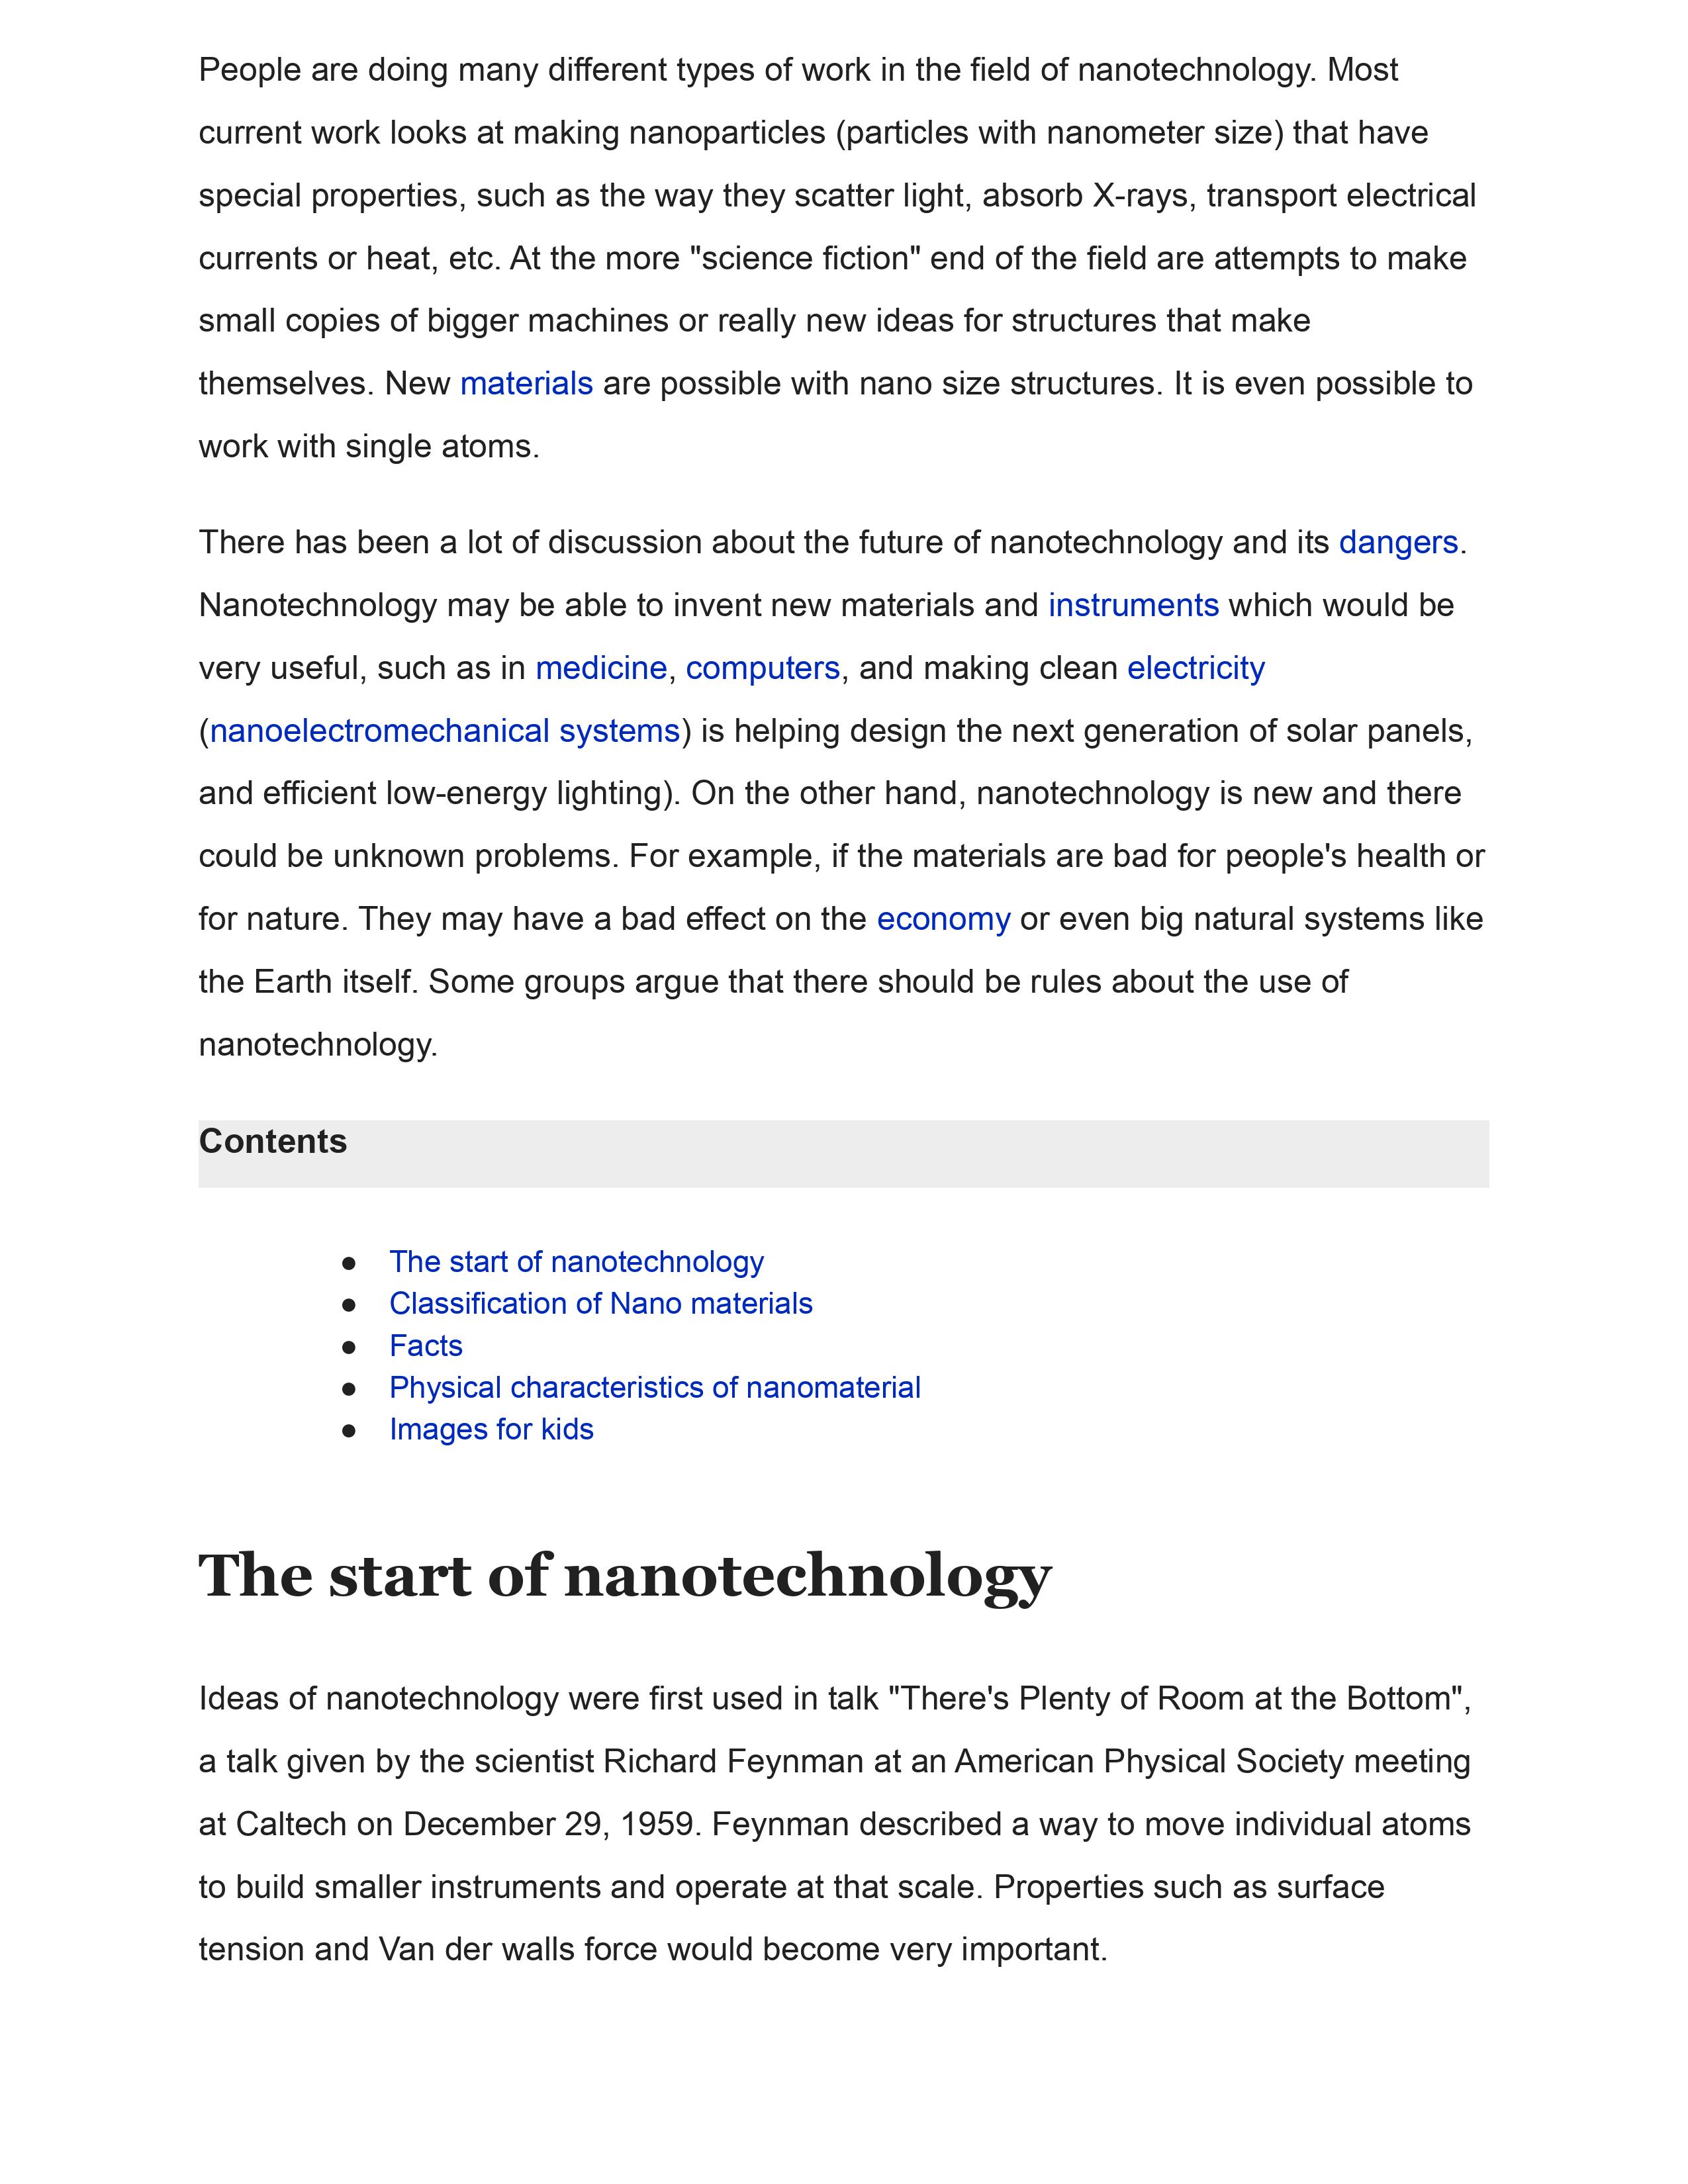 People are doing many different types of work in the field of nanotechnology. Most
current work looks at making nanoparticles (particles with nanometer size) that have
special properties, such as the way they scatter light, absorb X-rays, transport electrical
currents or heat, etc. At the more "science fiction" end of the field are attempts to make
small copies of bigger machines or really new ideas for structures that make
themselves. New materials are possible with nano size structures. It is even possible to
work with single atoms.
There has been a lot of discussion about the future of nanotechnology and its dangers.
Nanotechnology may be able to invent new materials and instruments which would be
very useful, such as in medicine, computers, and making clean electricity
(nanoelectromechanical systems) is helping design the next generation of solar panels,
and efficient low-energy lighting). On the other hand, nanotechnology is new and there
could be unknown problems. For example, if the materials are bad for people's health or
for nature. They may have a bad effect on the economy or even big natural systems like
the Earth itself. Some groups argue that there should be rules about the use of
nanotechnology.
Contents
● The start of nanotechnology
● Classification of Nano materials
● Facts
● Physical characteristics of nanomaterial
● Images for kids
The start of nanotechnology
Ideas of nanotechnology were first used in talk "There's Plenty of Room at the Bottom",
a talk given by the scientist Richard Feynman at an American Physical Society meeting
at Caltech on December 29, 1959. Feynman described a way to move individual atoms
to build smaller instruments and operate at that scale. Properties such as surface
tension and Van der walls force would become very important.